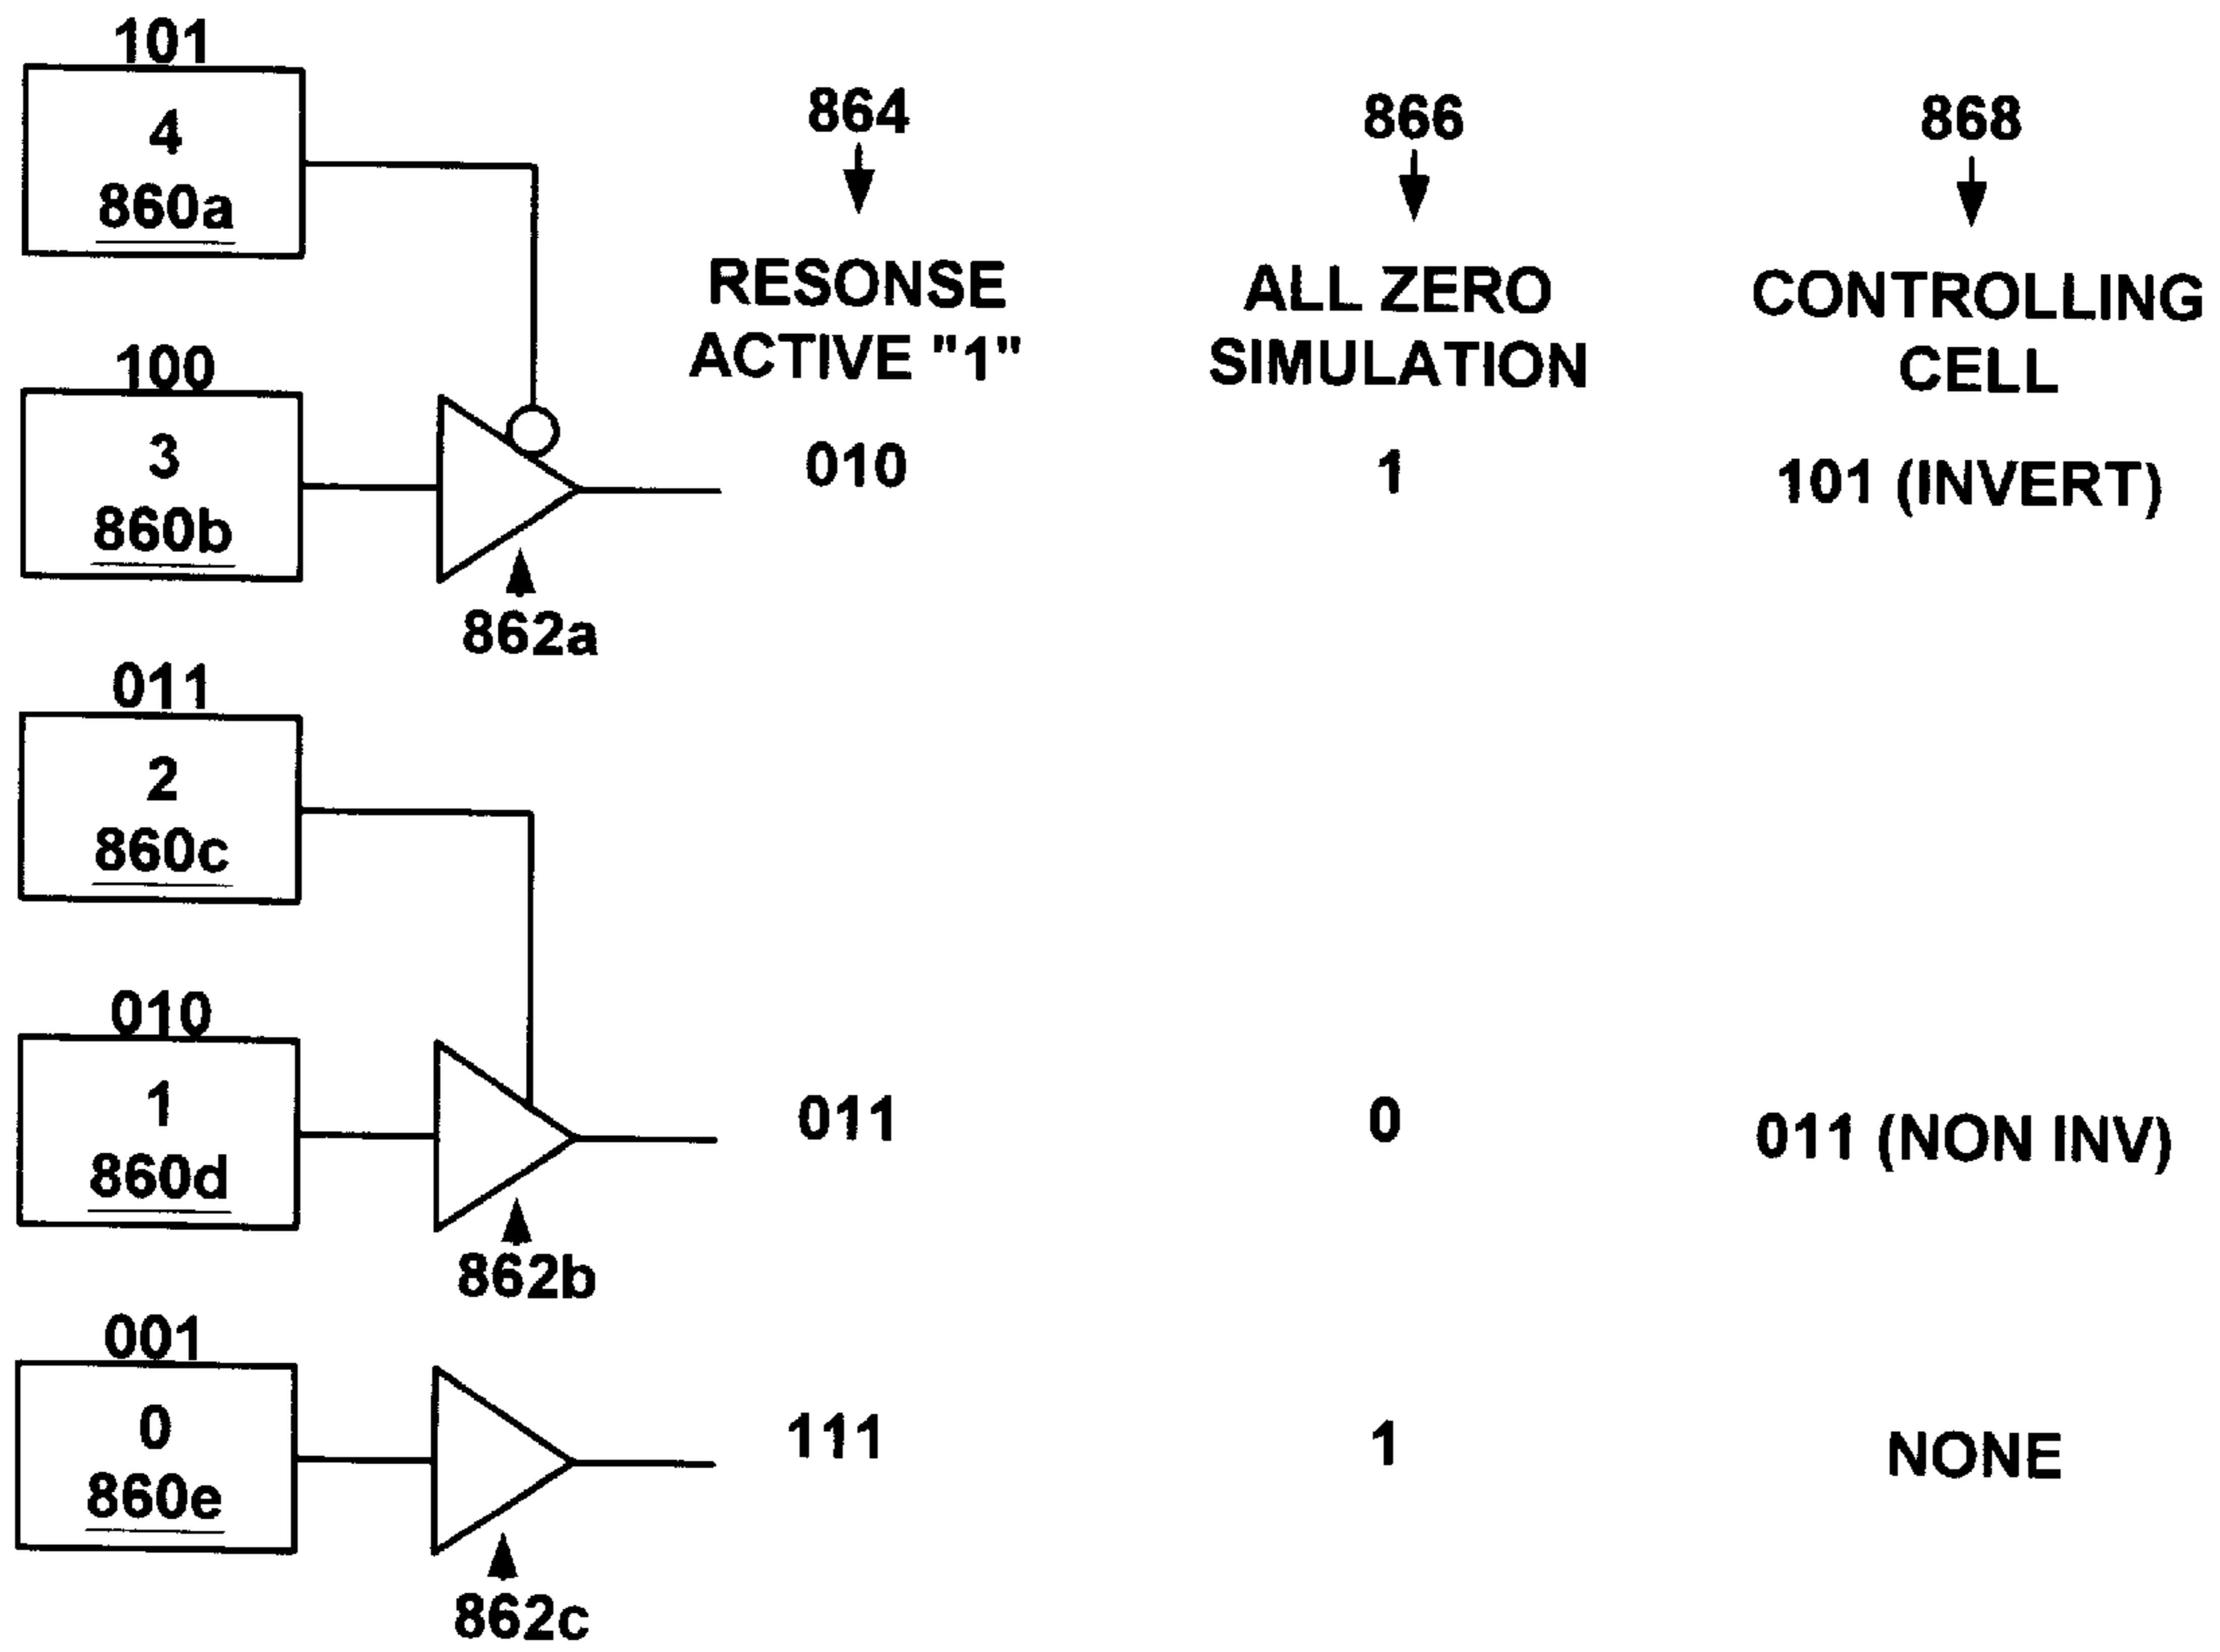 101
4
860a
864
866
868
RESONSE
ACTIVE "1"
ALL ZERO
SIMULATION
CONTROLLING
CELL
100
3
860b
862a
010
1
101 (INVERT)
011
2
860c
010
1
860d
862b
011
0
011 (NON INV)
001
0
860e
862c
111
1
NONE